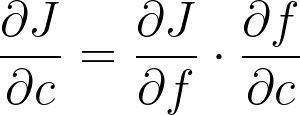 ∂J/∂c = ∂J/∂f · ∂f/∂c